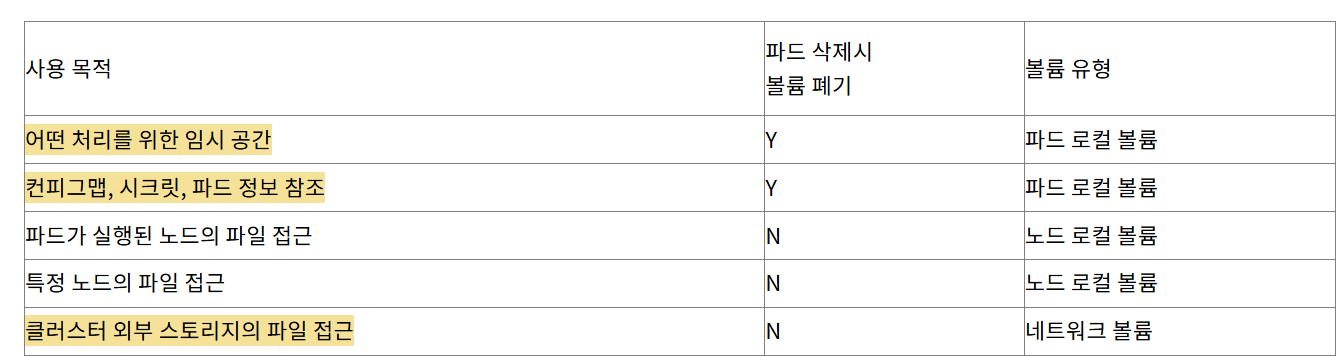 사용 목적
파드 삭제시
볼륨 폐기
볼륨 유형
어떤 처리를 위한 임시 공간
Y
파드 로컬 볼륨
컨피그맵, 시크릿, 파드 정보 참조
Y
파드 로컬 볼륨
파드가 실행된 노드의 파일 접근
N
노드 로컬 볼륨
특정 노드의 파일 접근
N
노드 로컬 볼륨
클러스터 외부 스토리지의 파일 접근
N
네트워크 볼륨